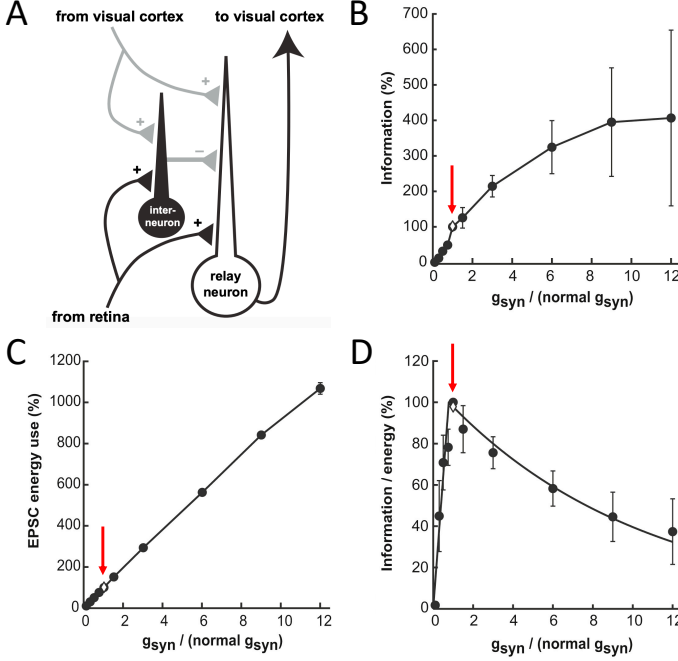 A
from visual cortex
to visual cortex
+
+
–
+
+
inter-
neuron
relay
neuron
from retina
B
Information (%)
700
600
500
400
300
200
100
0
0 2 4 6 8 10 12
gsyn / (normal gsyn)
C
EPSC energy use (%)
1200
1000
800
600
400
200
0
0 2 4 6 8 10 12
gsyn / (normal gsyn)
D
Information / energy (%)
120
100
80
60
40
20
0
0 2 4 6 8 10 12
gsyn / (normal gsyn)